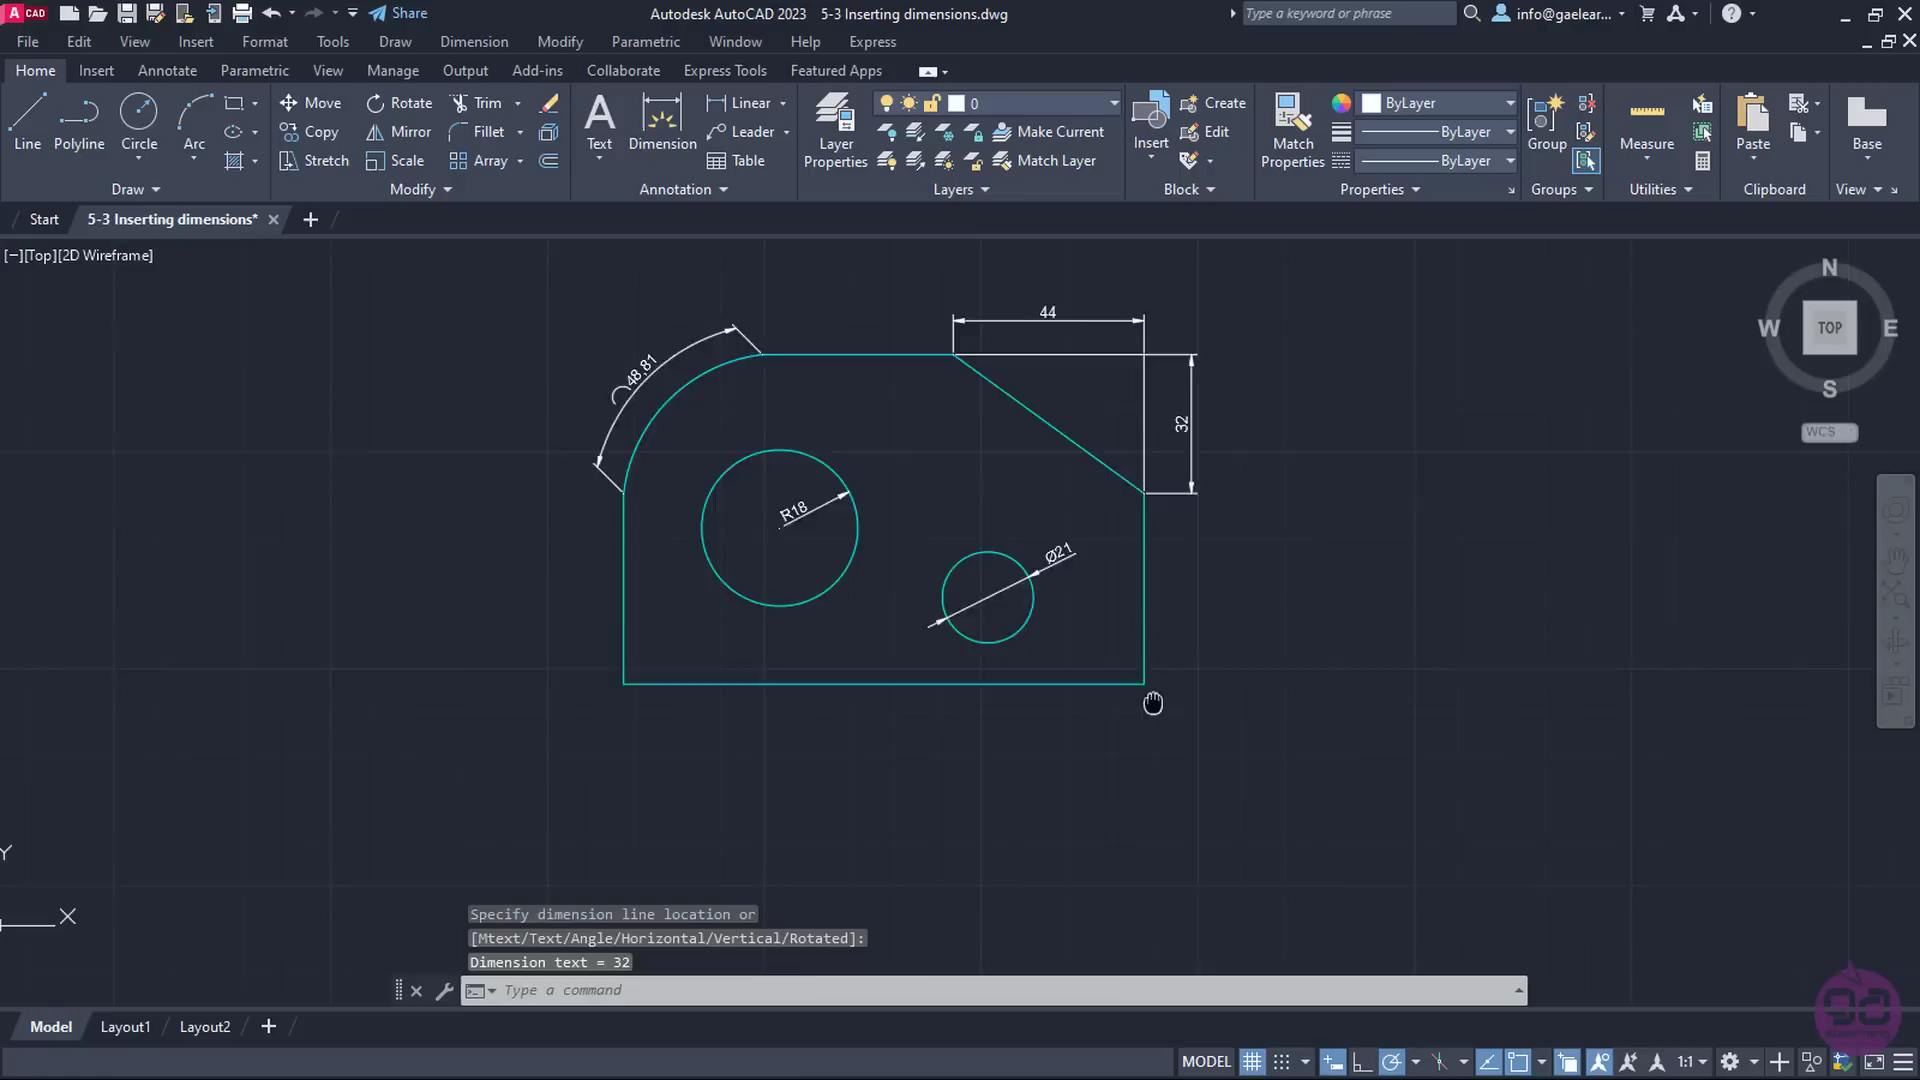 CAD
Share
Autodesk AutoCAD 2023 5-3 Inserting dimensions.dwg
Type a keyword or phrase
info@gaelear...
File Edit View Insert Format Tools Draw Dimension Modify Parametric Window Help Express
Home Insert Annotate Parametric View Manage Output Add-ins Collaborate Express Tools Featured Apps
Line Polyline Circle Arc
Move Rotate Trim
Copy Mirror Fillet
Stretch Scale Array
Text Dimension
Linear
Leader
Table
Layer Properties
0
Make Current
Match Layer
Insert
Create
Edit
Match Properties
ByLayer
ByLayer
ByLayer
Group Measure Paste Base
Draw Modify Annotation Layers Block Properties Groups Utilities Clipboard View
Start 5-3 Inserting dimensions*
[−][Top][2D Wireframe]
N
W TOP E
S
WCS
44
48,81
32
R18
Ø21
Y
X
Specify dimension line location or
[Mtext/Text/Angle/Horizontal/Vertical/Rotated]:
Dimension text = 32
Type a command
Model Layout1 Layout2
MODEL 1:1
ga
elearning